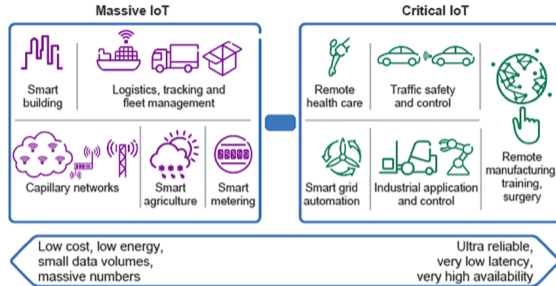 Massive IoT
Smart
building
Logistics, tracking and
fleet management
Capillary networks
Smart
agriculture
Smart
metering
Critical IoT
Remote
health care
Traffic safety
and control
Smart grid
automation
Industrial application
and control
Remote
manufacturing,
training,
surgery
Low cost, low energy,
small data volumes,
massive numbers
Ultra reliable,
very low latency,
very high availability